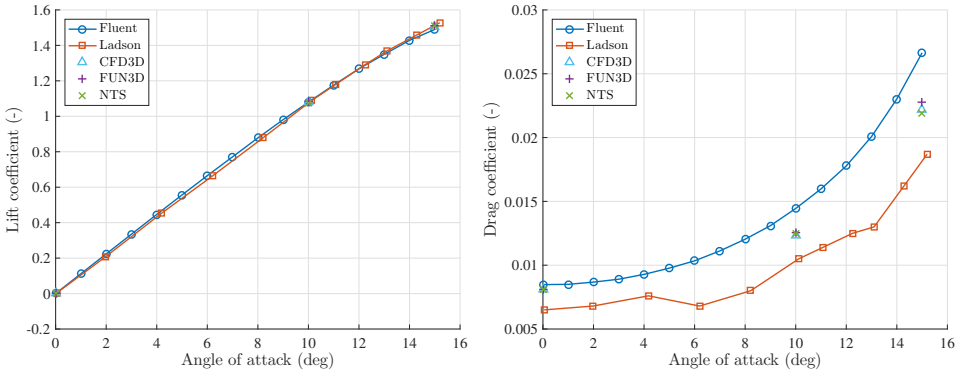 1.6
1.4
1.2
1
0.8
0.6
0.4
0.2
0
-0.2
Lift coefficient (-)
Fluent
Ladson
CFD3D
FUN3D
NTS
0 2 4 6 8 10 12 14 16
Angle of attack (deg)
0.03
0.025
0.02
0.015
0.01
0.005
Drag coefficient (-)
Fluent
Ladson
CFD3D
FUN3D
NTS
0 2 4 6 8 10 12 14 16
Angle of attack (deg)